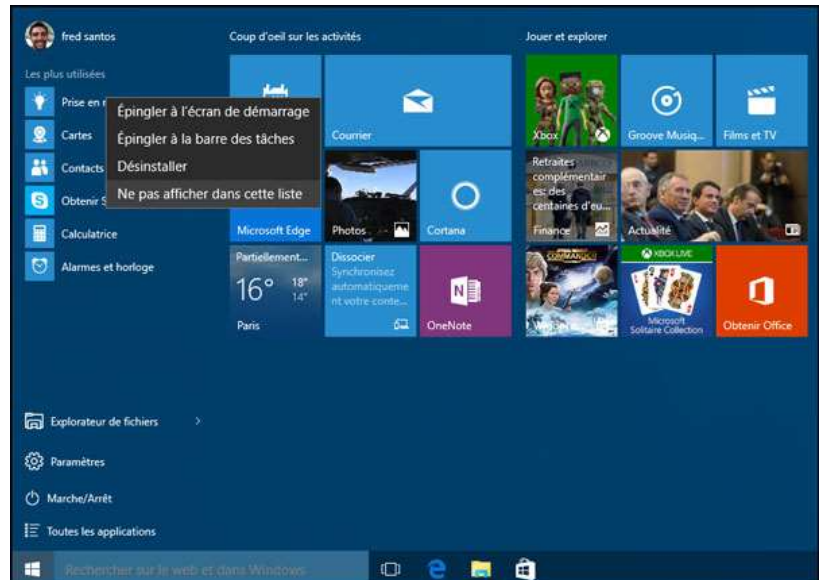 fred santos
Coup d'oeil sur les activités
Jouer et explorer
Les plus utilisées
Prise en
Épingler à l'écran de démarrage
Épingler à la barre des tâches
Désinstaller
Ne pas afficher dans cette liste
Cartes
Contacts
Obtenir S
Calculatrice
Alarmes et horloge
Courrier
Xbox
Groove Musiq...
Films et TV
Microsoft Edge
Photos
Cortana
Retraites
complémentair
es: des
centaines d'eu...
Finance
Actualité
Partiellement...
16° 18°
14°
Paris
Dissocier
Synchronisez
automatiqueme
nt votre conte...
OneNote
COMMANDER
XBOX LIVE
Microsoft
Solitaire Collection
Obtenir Office
Explorateur de fichiers
Paramètres
Marche/Arrêt
Toutes les applications
Rechercher sur le web et dans Windows